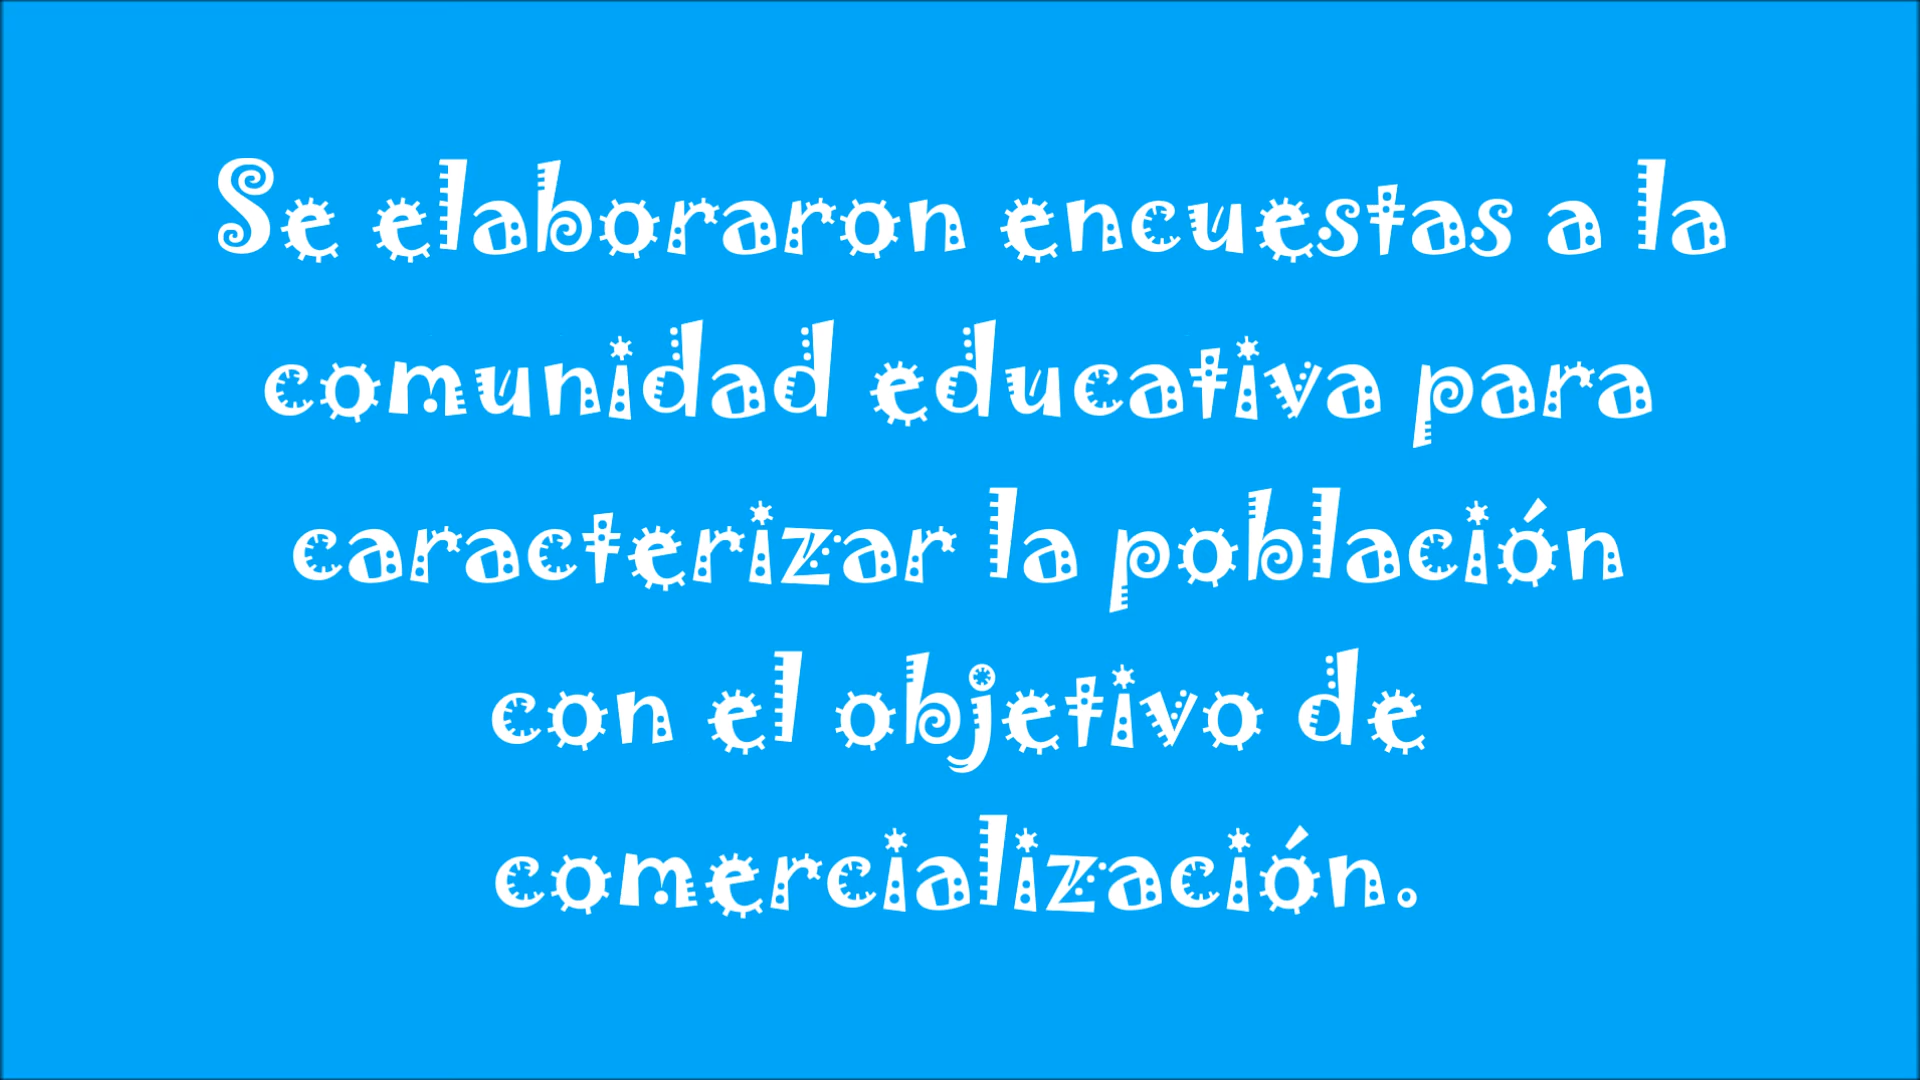 Se elaboraron encuestas a la
comunidad educativa para
caracterizar la población
con el objetivo de
comercialización.